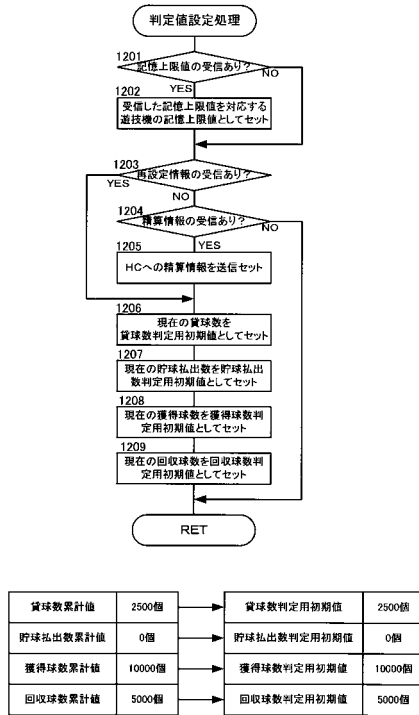 判定値設定処理
1201
記憶上限値の受信あり?
NO
YES
1202
受信した記憶上限値を対応する
遊技機の記憶上限値としてセット
1203
再設定情報の受信あり?
YES
NO
1204
精算情報の受信あり?
NO
YES
1205
HCへの精算情報を送信セット
1206
現在の貸球数を
貸球数判定用初期値としてセット
1207
現在の貯球払出数を貯球払出
数判定用初期値としてセット
1208
現在の獲得球数を獲得球数判
定用初期値としてセット
1209
現在の回収球数を回収球数判
定用初期値としてセット
RET
貸球数累計値 2500個 貸球数判定用初期値 2500個
貯球払出数累計値 0個 貯球払出数判定用初期値 0個
獲得球数累計値 10000個 獲得球数判定用初期値 10000個
回収球数累計値 5000個 回収球数判定用初期値 5000個